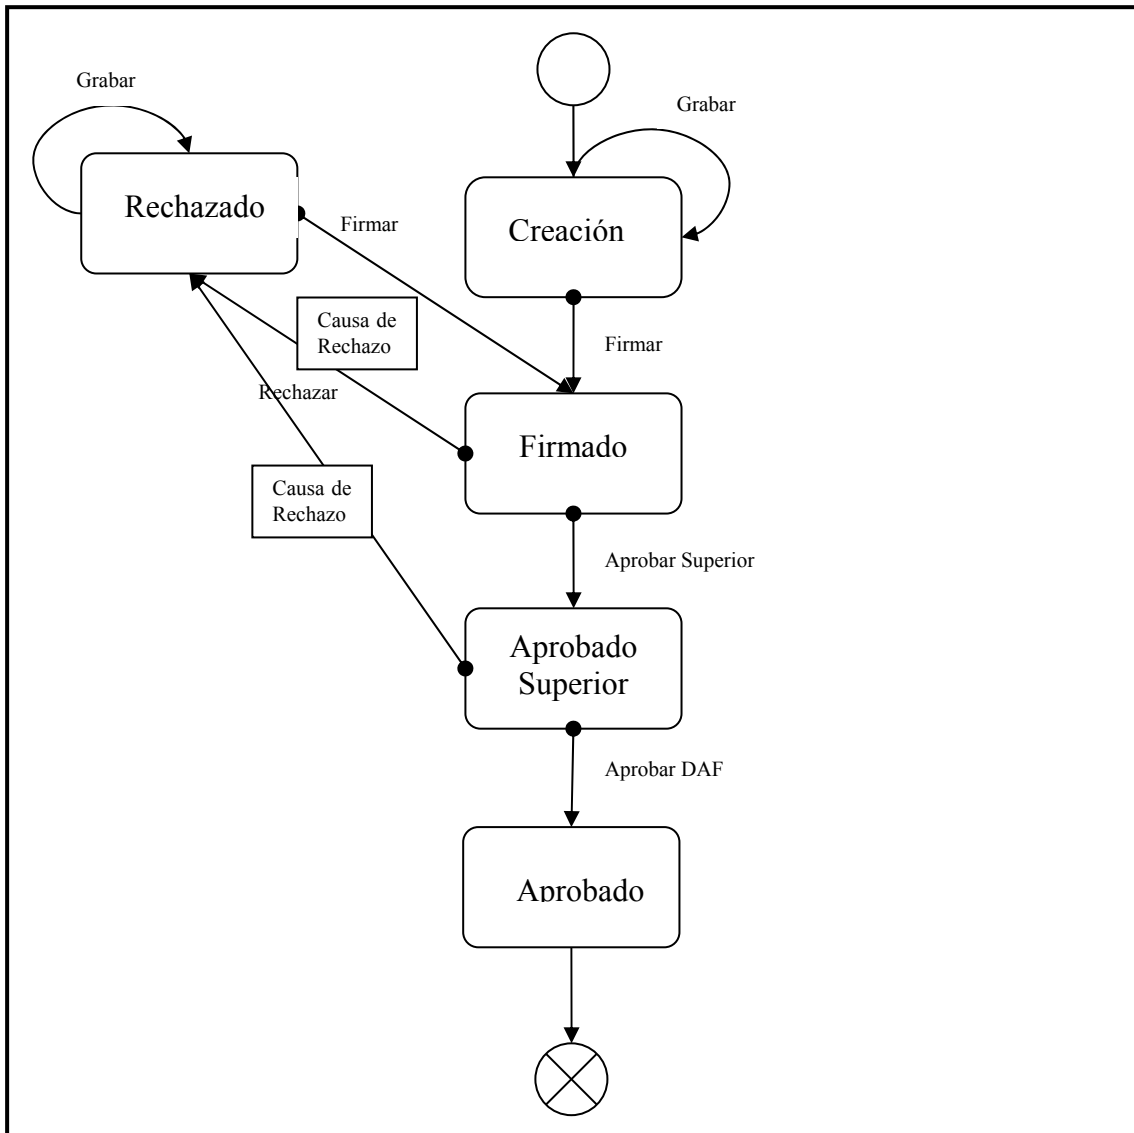 Grabar
Grabar
Rechazado
Firmar
Creación
Causa de
Rechazo
Firmar
Rechazar
Firmado
Causa de
Rechazo
Aprobar Superior
Aprobado
Superior
Aprobar DAF
Aprobado